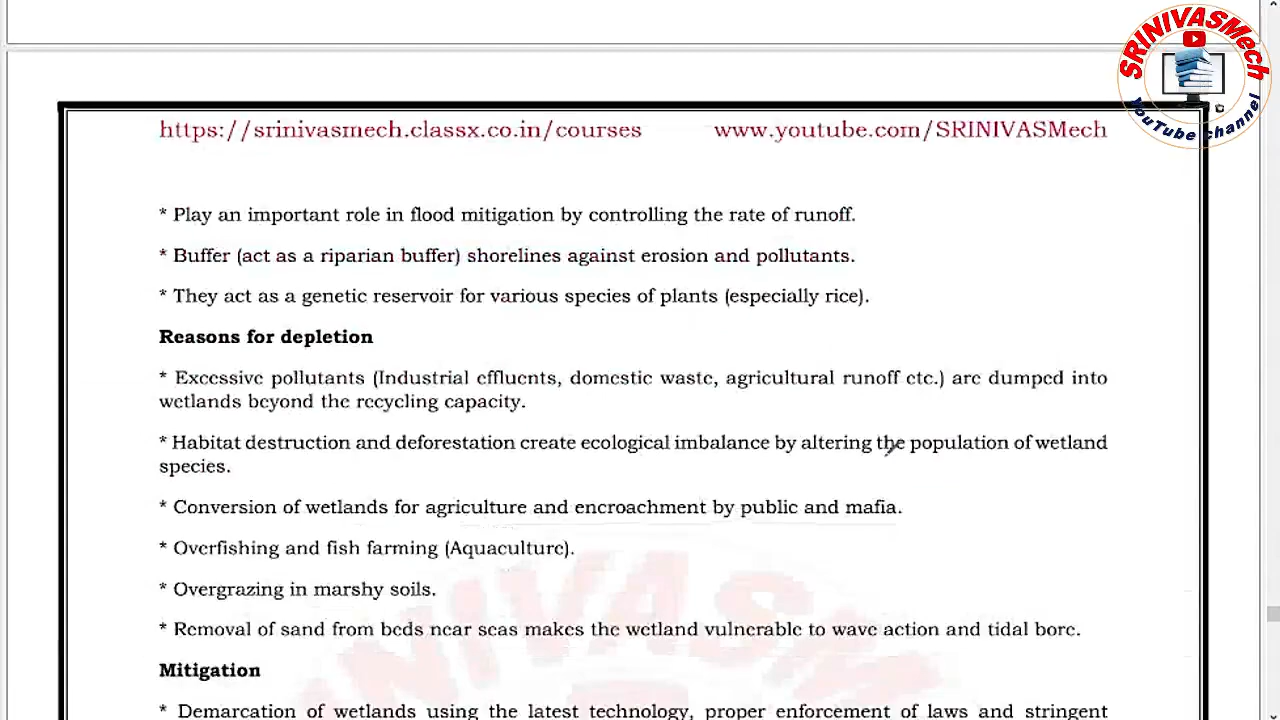 SRINIVASMech
YouTube channel
https://srinivasmech.classx.co.in/courses www.youtube.com/SRINIVASMech
* Play an important role in flood mitigation by controlling the rate of runoff.
* Buffer (act as a riparian buffer) shorelines against erosion and pollutants.
* They act as a genetic reservoir for various species of plants (especially rice).
Reasons for depletion
* Excessive pollutants (Industrial effluents, domestic waste, agricultural runoff etc.) are dumped into
wetlands beyond the recycling capacity.
* Habitat destruction and deforestation create ecological imbalance by altering the population of wetland
species.
* Conversion of wetlands for agriculture and encroachment by public and mafia.
* Overfishing and fish farming (Aquaculture).
* Overgrazing in marshy soils.
* Removal of sand from beds near seas makes the wetland vulnerable to wave action and tidal bore.
Mitigation
* Demarcation of wetlands using the latest technology, proper enforcement of laws and stringent